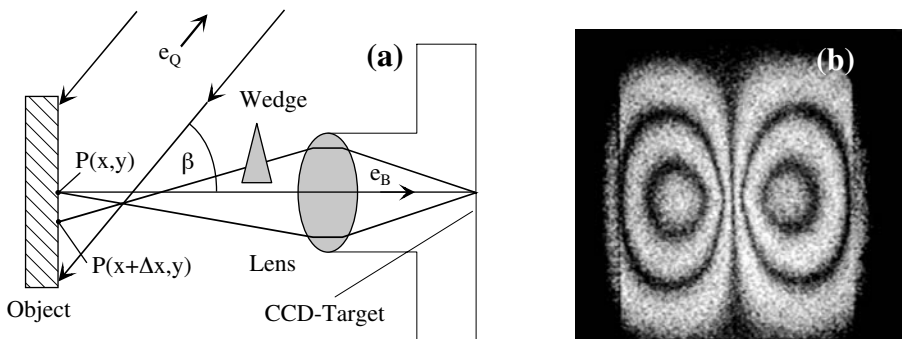 e_Q
(a)
(b)
Wedge
P(x,y)
β
e_B
P(x+Δx,y)
Lens
Object
CCD-Target